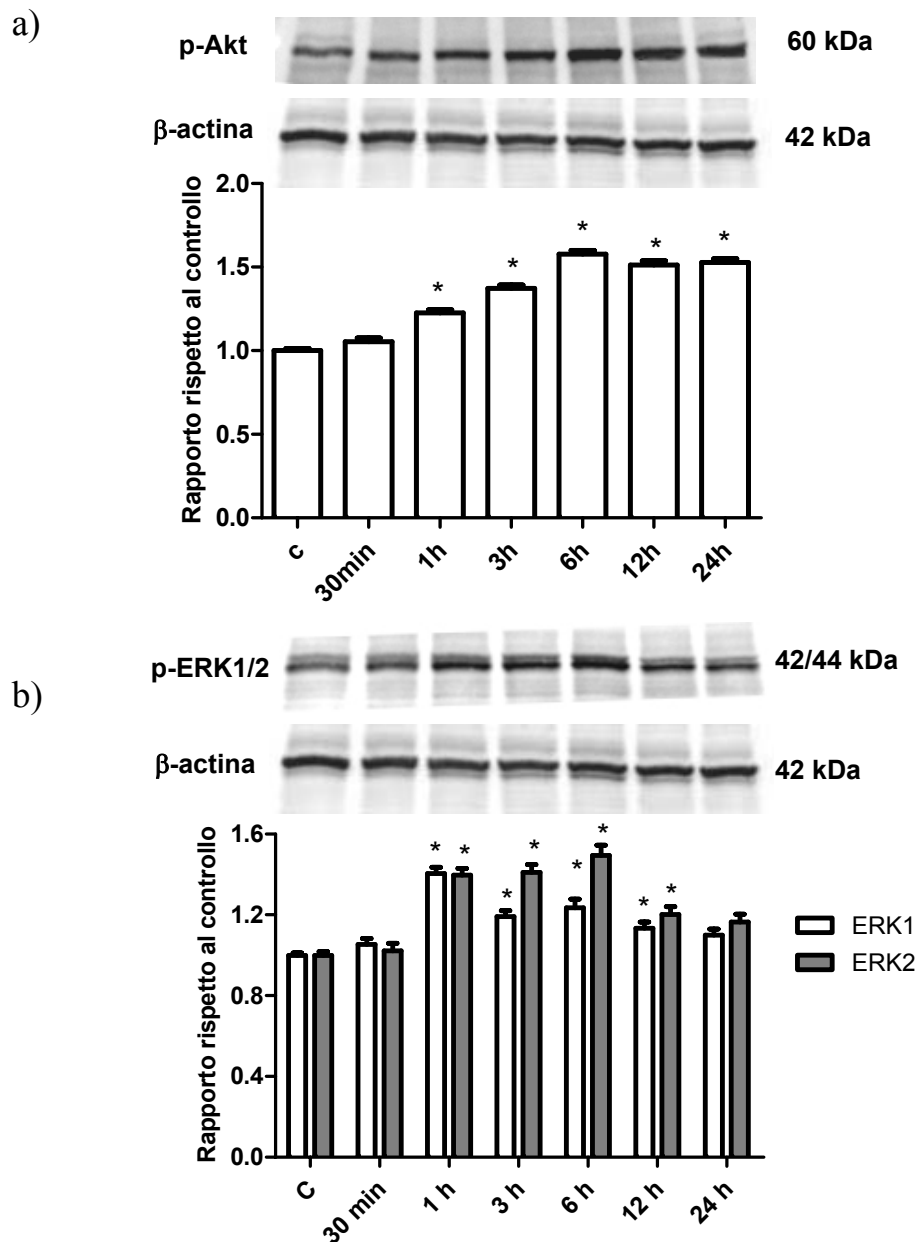 a)
p-Akt
60 kDa
β-actina
42 kDa
Rapporto rispetto al controllo
2.0
1.5
1.0
0.5
0.0
* * * * *
c 30min 1h 3h 6h 12h 24h
b)
p-ERK1/2
42/44 kDa
β-actina
42 kDa
Rapporto rispetto al controllo
1.6
1.2
0.8
0.4
0.0
* * * * * * * *
ERK1
ERK2
C 30 min 1 h 3 h 6 h 12 h 24 h